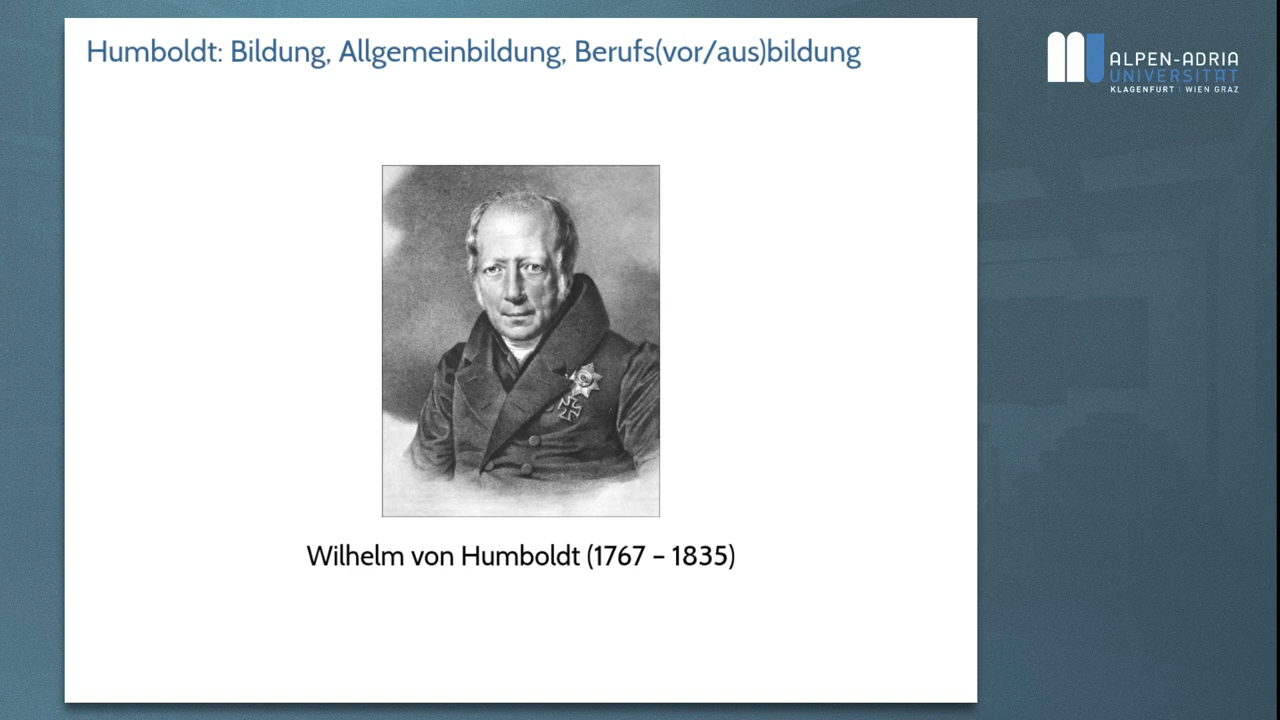 Humboldt: Bildung, Allgemeinbildung, Berufs(vor/aus)bildung
ALPEN-ADRIA
UNIVERSITÄT
KLAGENFURT | WIEN GRAZ
Wilhelm von Humboldt (1767 – 1835)